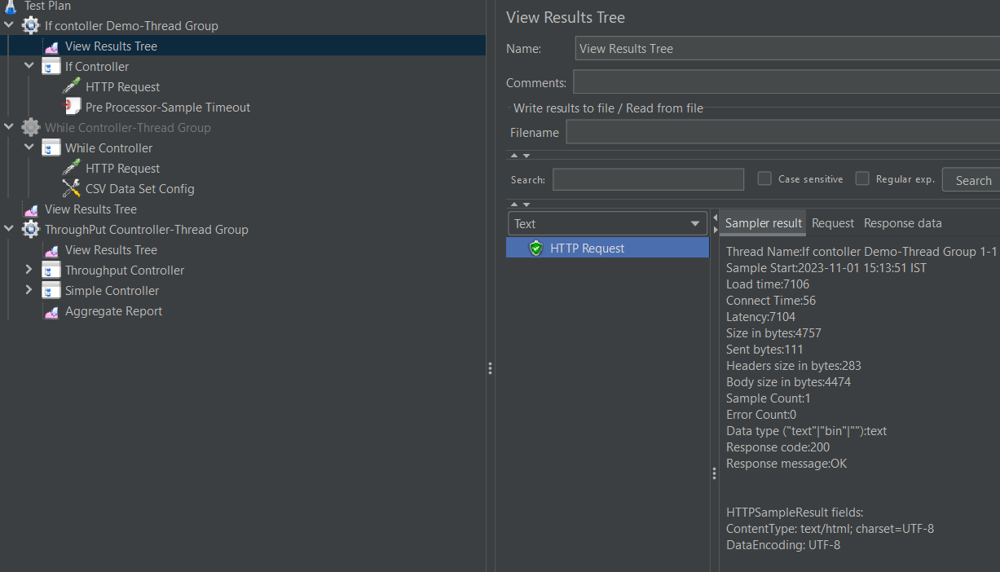 Test Plan
If contoller Demo-Thread Group
View Results Tree
If Controller
HTTP Request
Pre Processor-Sample Timeout
While Controller-Thread Group
While Controller
HTTP Request
CSV Data Set Config
View Results Tree
ThroughPut Countroller-Thread Group
View Results Tree
Throughput Controller
Simple Controller
Aggregate Report
View Results Tree
Name: View Results Tree
Comments:
Write results to file / Read from file
Filename
Search: Case sensitive Regular exp. Search
Text
HTTP Request
Sampler result Request Response data
Thread Name:If contoller Demo-Thread Group 1-1
Sample Start:2023-11-01 15:13:51 IST
Load time:7106
Connect Time:56
Latency:7104
Size in bytes:4757
Sent bytes:111
Headers size in bytes:283
Body size in bytes:4474
Sample Count:1
Error Count:0
Data type ("text"|"bin"|""):text
Response code:200
Response message:OK
HTTPSampleResult fields:
ContentType: text/html; charset=UTF-8
DataEncoding: UTF-8